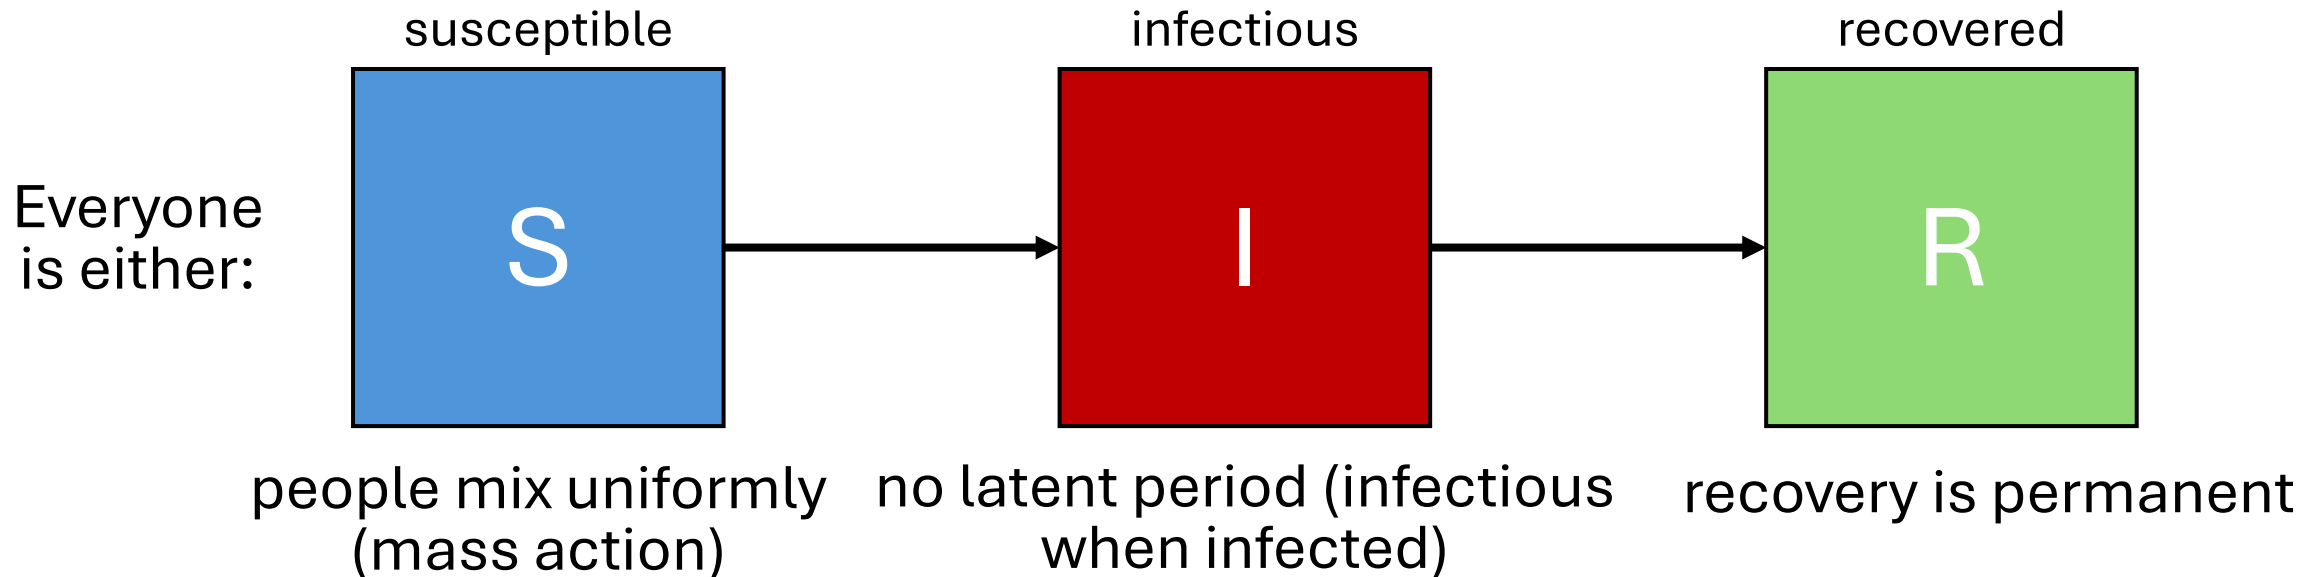 susceptible
infectious
recovered
Everyone
is either:
S
I
R
people mix uniformly
(mass action)
no latent period (infectious
when infected)
recovery is permanent